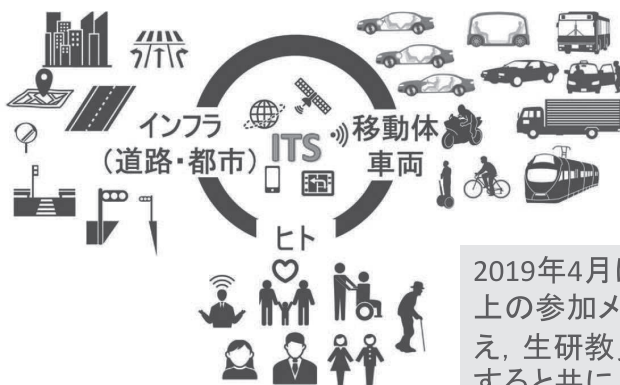 インフラ
(道路・都市)
ITS
移動体
車両
ヒト
2019年4月に
上の参加メ
え，生研教
すると共に